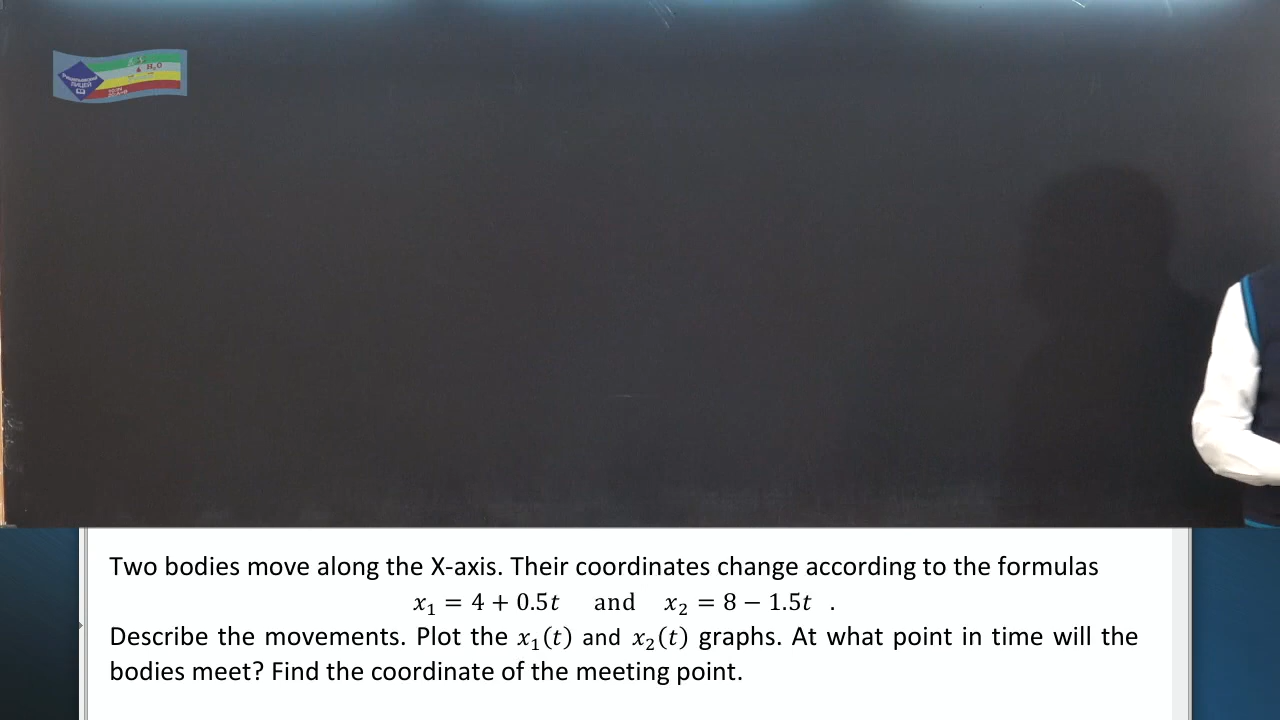 H₂O
ЛИЦЕЙ
Two bodies move along the X-axis. Their coordinates change according to the formulas
x₁ = 4 + 0.5t and x₂ = 8 − 1.5t .
Describe the movements. Plot the x₁(t) and x₂(t) graphs. At what point in time will the
bodies meet? Find the coordinate of the meeting point.